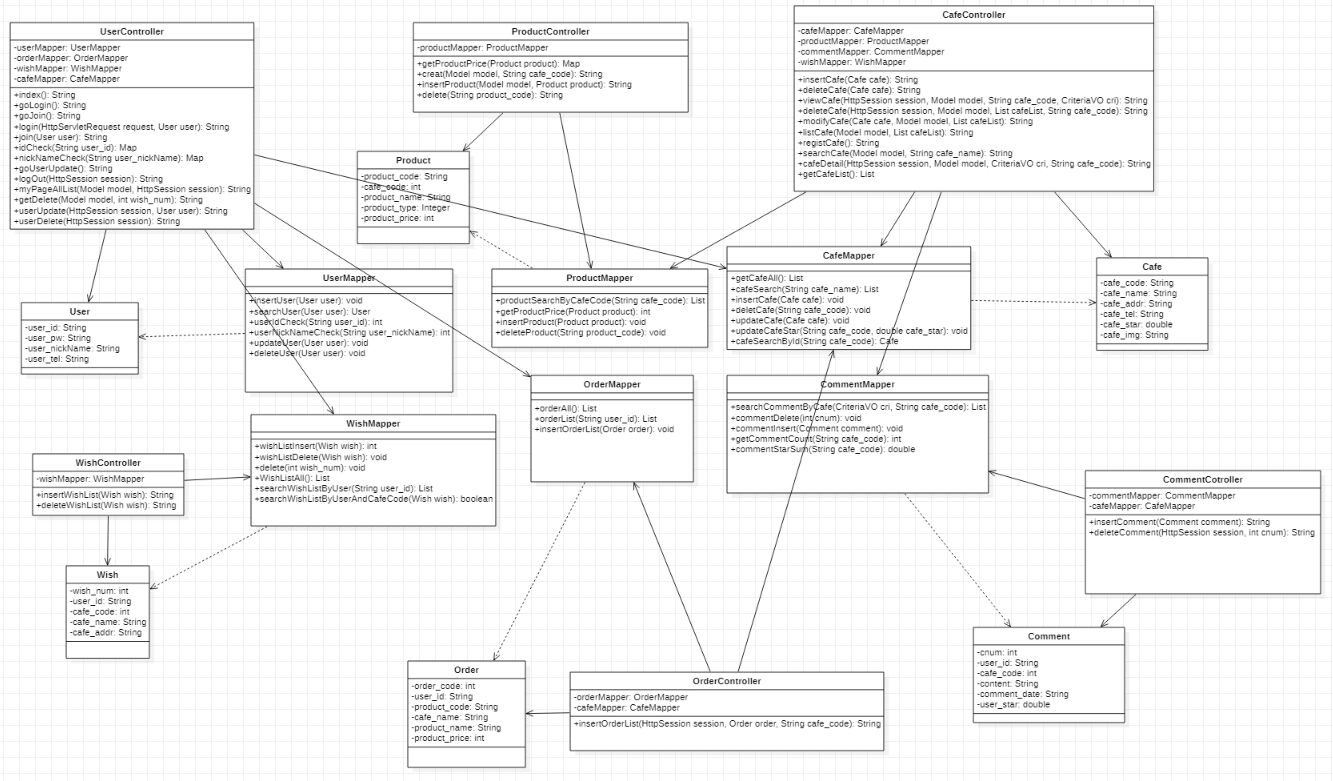 UserController
-userMapper: UserMapper
-orderMapper: OrderMapper
-wishMapper: WishMapper
-cafeMapper: CafeMapper
+index(): String
+goLogin(): String
+goJoin(): String
+login(HttpServletRequest request, User user): String
+join(User user): String
+idCheck(String user_id): Map
+nickNameCheck(String user_nickName): Map
+goUserUpdate(): String
+logOut(HttpSession session): String
+myPageAllList(Model model, HttpSession session): String
+getDelete(Model model, int wish_num): String
+userUpdate(HttpSession session, User user): String
+userDelete(HttpSession session): String
ProductController
-productMapper: ProductMapper
+getProductPrice(Product product): Map
+creat(Model model, String cafe_code): String
+insertProduct(Model model, Product product): String
+delete(String product_code): String
CafeController
-cafeMapper: CafeMapper
-productMapper: ProductMapper
-commentMapper: CommentMapper
-wishMapper: WishMapper
+insertCafe(Cafe cafe): String
+deleteCafe(Cafe cafe): String
+viewCafe(HttpSession session, Model model, String cafe_code, CriteriaVO cri): String
+deleteCafe(HttpSession session, Model model, List cafeList, String cafe_code): String
+modifyCafe(Cafe cafe, Model model, List cafeList): String
+listCafe(Model model, List cafeList): String
+registCafe(): String
+searchCafe(Model model, String cafe_name): String
+cafeDetail(HttpSession session, Model model, CriteriaVO cri, String cafe_code): String
+getCafeList(): List
Product
-product_code: String
-cafe_code: int
-product_name: String
-product_type: Integer
-product_price: int
User
-user_id: String
-user_pw: String
-user_nickName: String
-user_tel: String
UserMapper
+insertUser(User user): void
+searchUser(User user): User
+userIdCheck(String user_id): int
+userNickNameCheck(String user_nickName): int
+updateUser(User user): void
+deleteUser(User user): void
ProductMapper
+productSearchByCafeCode(String cafe_code): List
+getProductPrice(Product product): int
+insertProduct(Product product): void
+deleteProduct(String product_code): void
CafeMapper
+getCafeAll(): List
+cafeSearch(String cafe_name): List
+insertCafe(Cafe cafe): void
+deletCafe(String cafe_code): void
+updateCafe(Cafe cafe): void
+updateCafeStar(String cafe_code, double cafe_star): void
+cafeSearchById(String cafe_code): Cafe
Cafe
-cafe_code: String
-cafe_name: String
-cafe_addr: String
-cafe_tel: String
-cafe_star: double
-cafe_img: String
WishMapper
+wishListInsert(Wish wish): int
+wishListDelete(Wish wish): void
+delete(int wish_num): void
+WishListAll(): List
+searchWishListByUser(String user_id): List
+searchWishListByUserAndCafeCode(Wish wish): boolean
OrderMapper
+orderAll(): List
+orderList(String user_id): List
+insertOrderList(Order order): void
CommentMapper
+searchCommentByCafe(CriteriaVO cri, String cafe_code): List
+commentDelete(int cnum): void
+commentInsert(Comment comment): void
+getCommentCount(String cafe_code): int
+commentStarSum(String cafe_code): double
WishController
-wishMapper: WishMapper
+insertWishList(Wish wish): String
+deleteWishList(Wish wish): String
CommentCotroller
-commentMapper: CommentMapper
-cafeMapper: CafeMapper
+insertComment(Comment comment): String
+deleteComment(HttpSession session, int cnum): String
Wish
-wish_num: int
-user_id: String
-cafe_code: int
-cafe_name: String
-cafe_addr: String
Order
-order_code: int
-user_id: String
-product_code: String
-cafe_name: String
-product_name: String
-product_price: int
OrderController
-orderMapper: OrderMapper
-cafeMapper: CafeMapper
+insertOrderList(HttpSession session, Order order, String cafe_code): String
Comment
-cnum: int
-user_id: String
-cafe_code: int
-content: String
-comment_date: String
-user_star: double